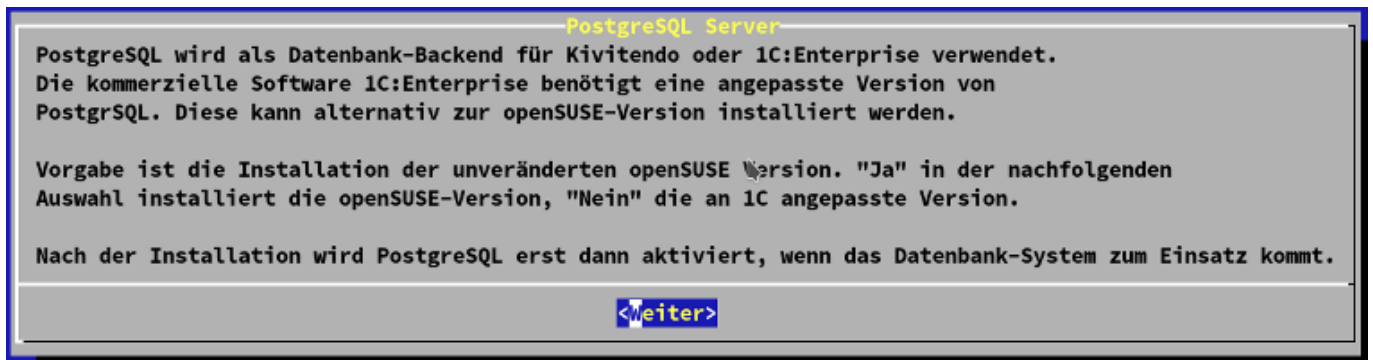 PostgreSQL Server
PostgreSQL wird als Datenbank-Backend für Kivitendo oder 1C:Enterprise verwendet.
Die kommerzielle Software 1C:Enterprise benötigt eine angepasste Version von
PostgrSQL. Diese kann alternativ zur openSUSE-Version installiert werden.
Vorgabe ist die Installation der unveränderten openSUSE Version. "Ja" in der nachfolgenden
Auswahl installiert die openSUSE-Version, "Nein" die an 1C angepasste Version.
Nach der Installation wird PostgreSQL erst dann aktiviert, wenn das Datenbank-System zum Einsatz kommt.
<Weiter>